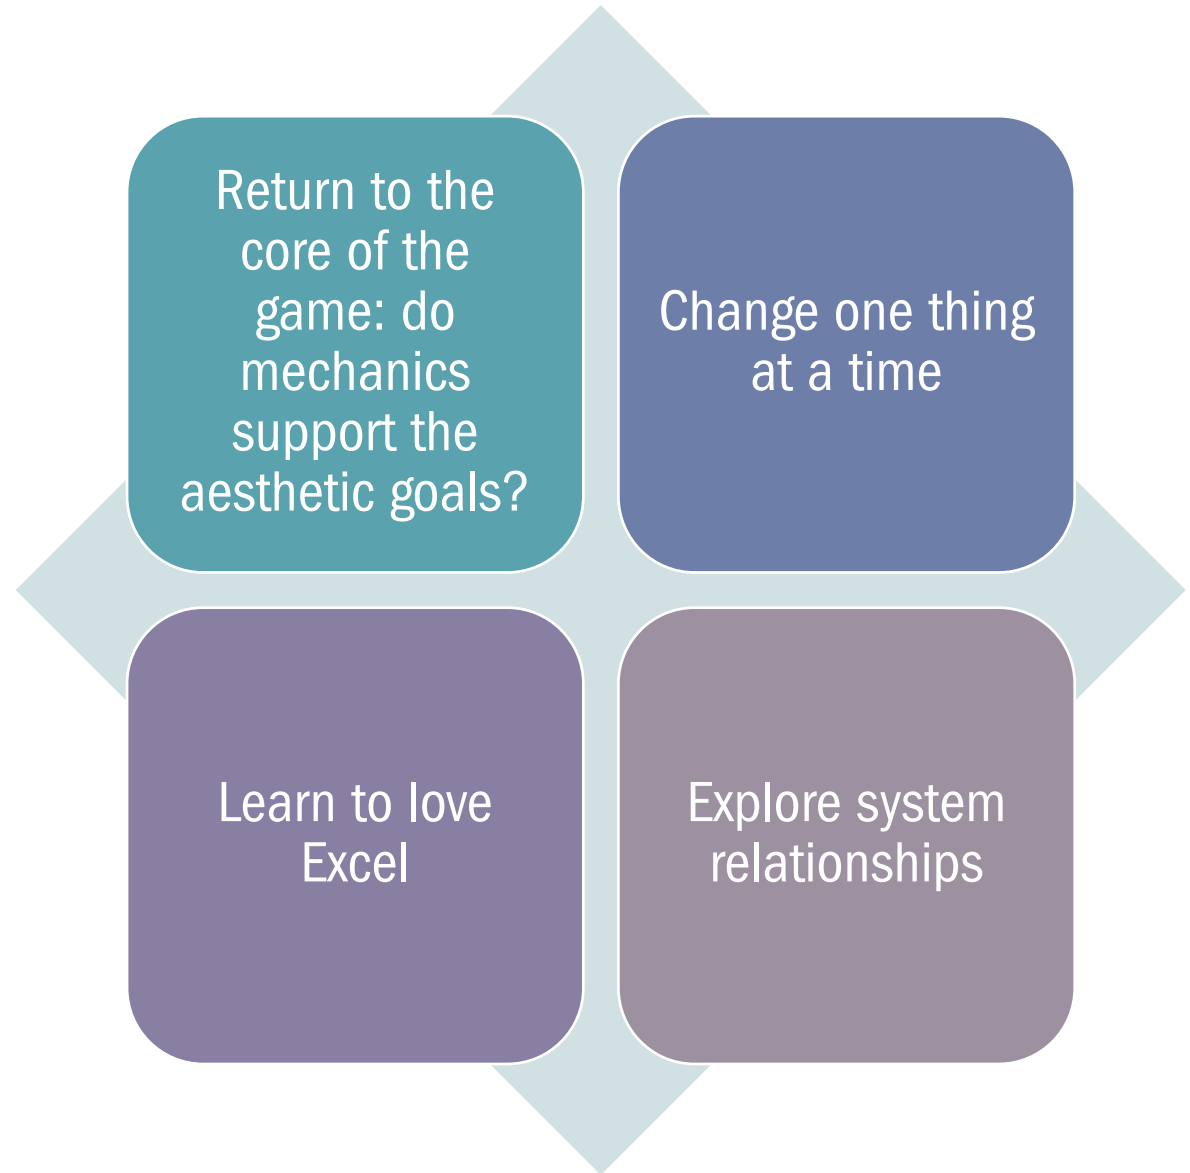 Return to the
core of the
game: do
mechanics
support the
aesthetic goals?
Change one thing
at a time
Learn to love
Excel
Explore system
relationships